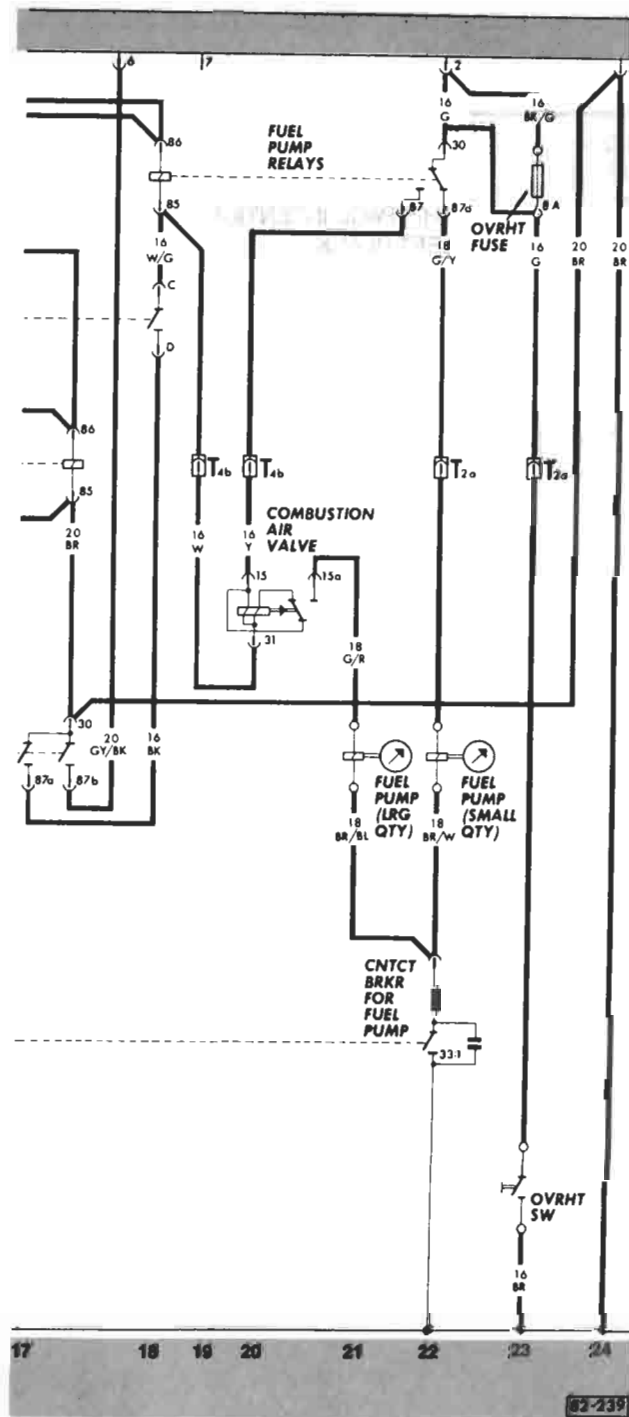 6
7
2
16
G
16
BR/G
86
FUEL
PUMP
RELAYS
30
85
87
87a
8A
OVRHT
FUSE
16
W/G
18
G/Y
16
G
20
BR
20
BR
C
D
86
85
T4b
T4b
T2a
T2a
20
BR
16
W
16
Y
COMBUSTION
AIR
VALVE
15
15a
31
18
G/R
30
20
GY/BK
16
BK
87a
87b
FUEL
PUMP
(LRG
QTY)
FUEL
PUMP
(SMALL
QTY)
18
BR/BL
18
BR/W
CNTCT
BRKR
FOR
FUEL
PUMP
33:1
OVRHT
SW
16
BR
17 18 19 20 21 22 23 24
82-239